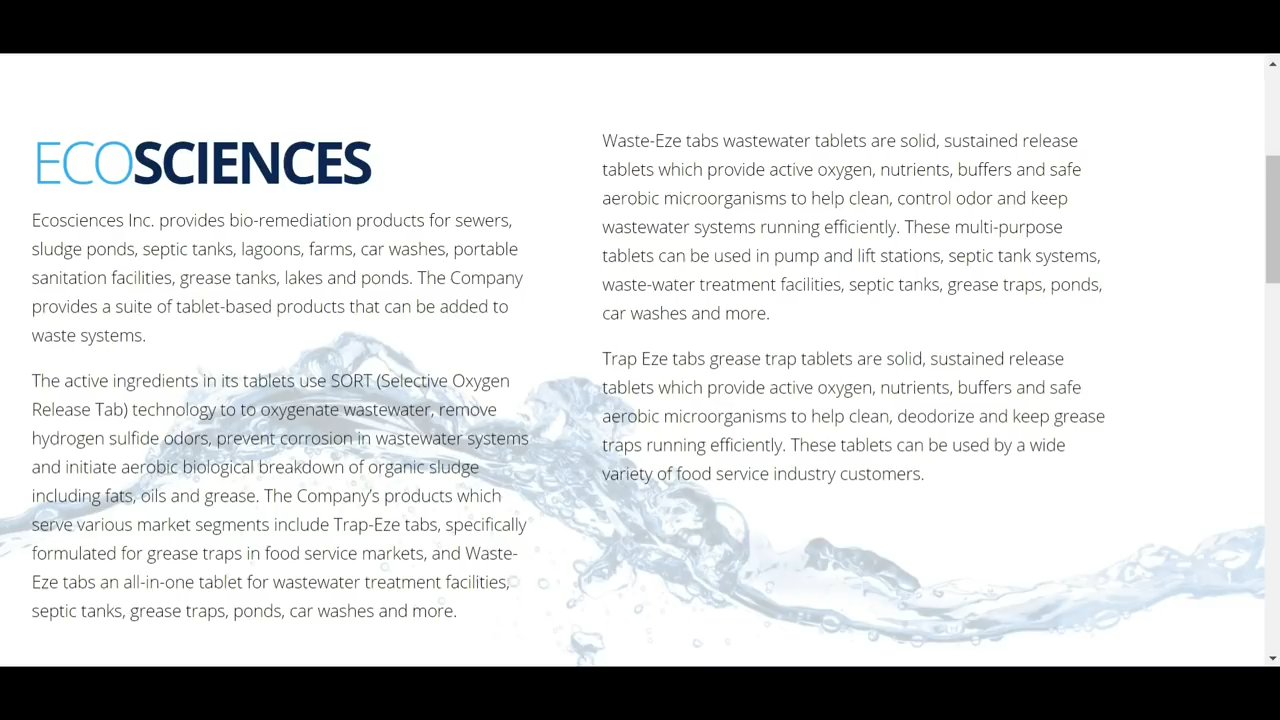 ECOSCIENCES
Ecosciences Inc. provides bio-remediation products for sewers,
sludge ponds, septic tanks, lagoons, farms, car washes, portable
sanitation facilities, grease tanks, lakes and ponds. The Company
provides a suite of tablet-based products that can be added to
waste systems.
The active ingredients in its tablets use SORT (Selective Oxygen
Release Tab) technology to to oxygenate wastewater, remove
hydrogen sulfide odors, prevent corrosion in wastewater systems
and initiate aerobic biological breakdown of organic sludge
including fats, oils and grease. The Company’s products which
serve various market segments include Trap-Eze tabs, specifically
formulated for grease traps in food service markets, and Waste-
Eze tabs an all-in-one tablet for wastewater treatment facilities,
septic tanks, grease traps, ponds, car washes and more.
Waste-Eze tabs wastewater tablets are solid, sustained release
tablets which provide active oxygen, nutrients, buffers and safe
aerobic microorganisms to help clean, control odor and keep
wastewater systems running efficiently. These multi-purpose
tablets can be used in pump and lift stations, septic tank systems,
waste-water treatment facilities, septic tanks, grease traps, ponds,
car washes and more.
Trap Eze tabs grease trap tablets are solid, sustained release
tablets which provide active oxygen, nutrients, buffers and safe
aerobic microorganisms to help clean, deodorize and keep grease
traps running efficiently. These tablets can be used by a wide
variety of food service industry customers.